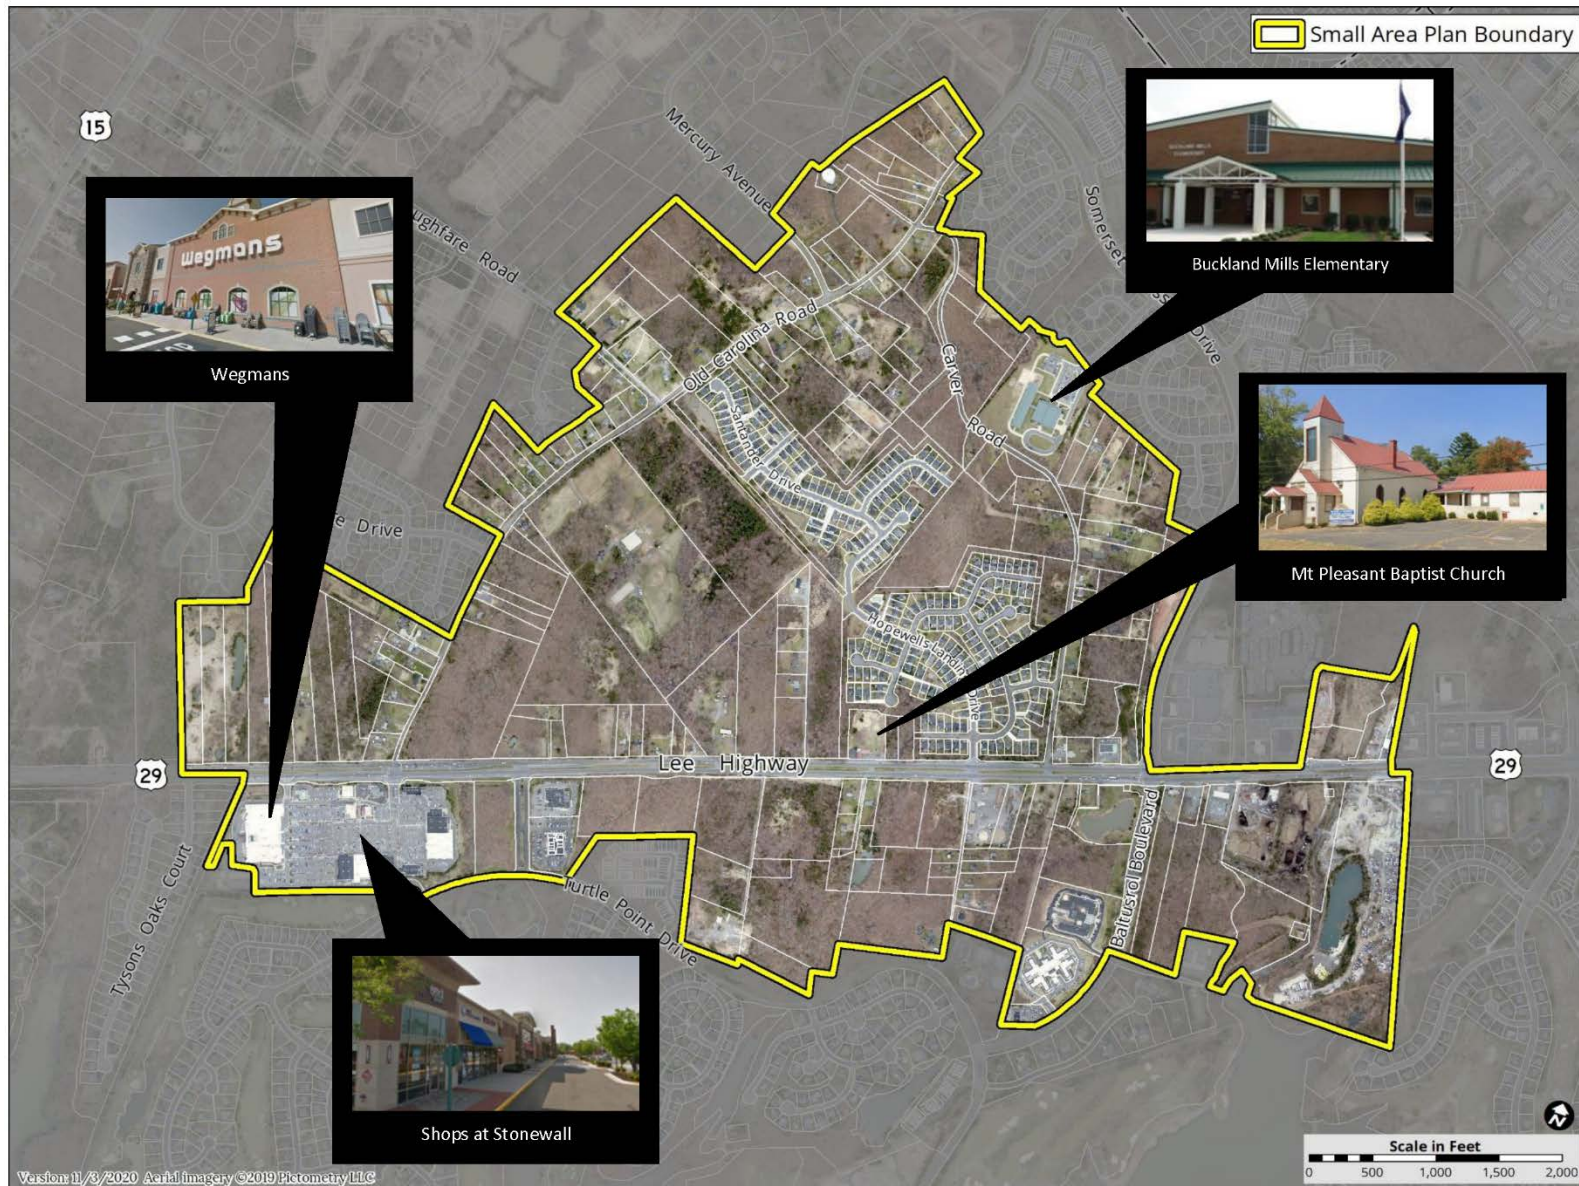 Small Area Plan Boundary
15
Mercury Avenue
Somerset
Drive
Buckland Mills Elementary
Wegmans
Wegmans
ughfare Road
Old Carolina Road
Carver Road
Santander Drive
Drive
Mt Pleasant Baptist Church
Hopewells Landing Drive
Lee Highway
29
29
Baltusrol Boulevard
Turtle Point Drive
Tysons Oaks Court
Shops at Stonewall
N
Scale in Feet
0 500 1,000 1,500 2,000
Version: 11/3/2020 Aerial imagery ©2019 Pictometry LLC